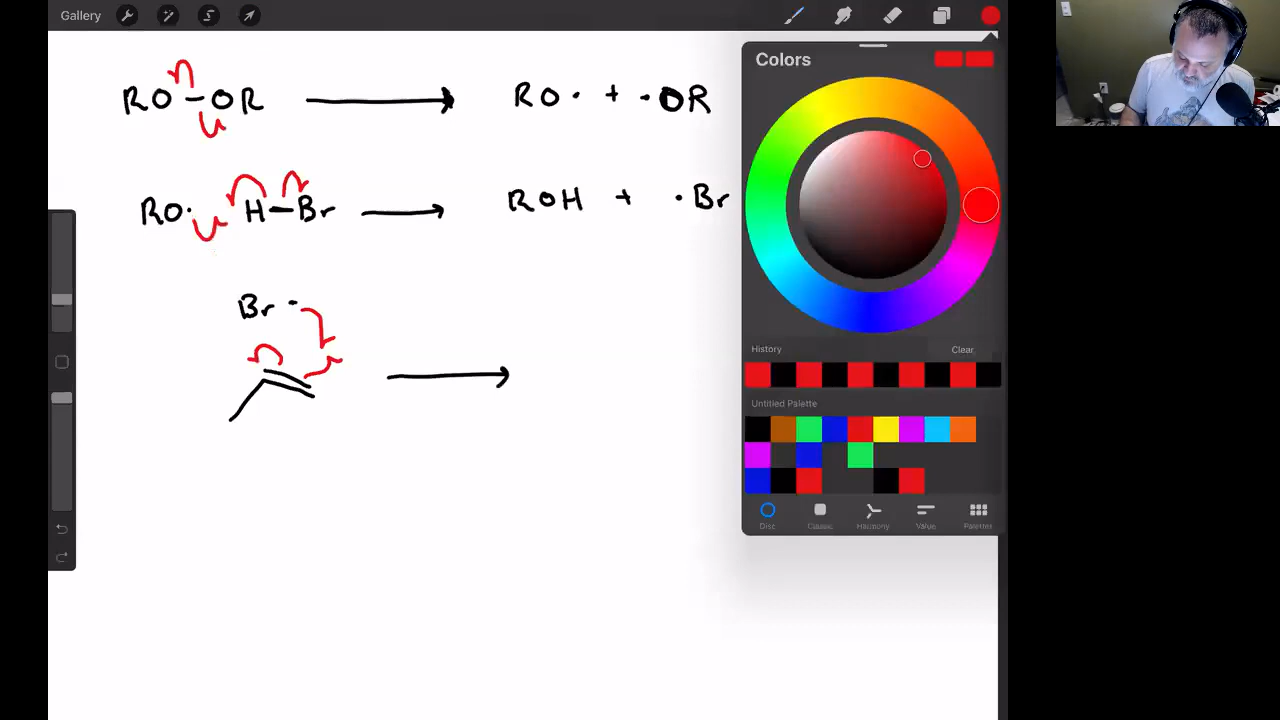 Gallery
Colors
RO–OR → RO· + ·OR
RO· H–Br → ROH + ·Br
Br ·
→
History Clear
Untitled Palette
Disc Classic Harmony Value Palettes